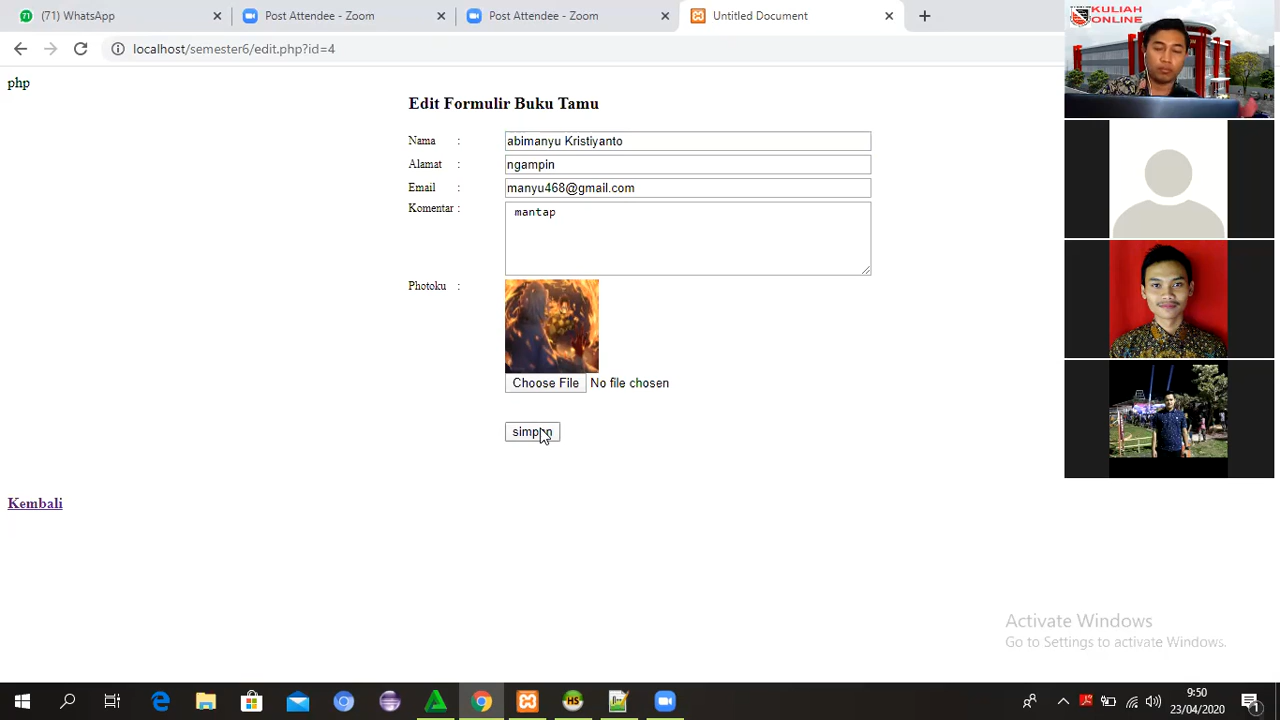 (71) WhatsApp
Post Attendee - Zoom
Post Attendee - Zoom
Untitled Document
localhost/semester6/edit.php?id=4
KULIAH
ONLINE
php
Edit Formulir Buku Tamu
Nama :
abimanyu Kristiyanto
Alamat :
ngampin
Email :
manyu468@gmail.com
Komentar :
mantap
Photoku :
Choose File No file chosen
simpan
Kembali
Activate Windows
Go to Settings to activate Windows.
9:50
23/04/2020